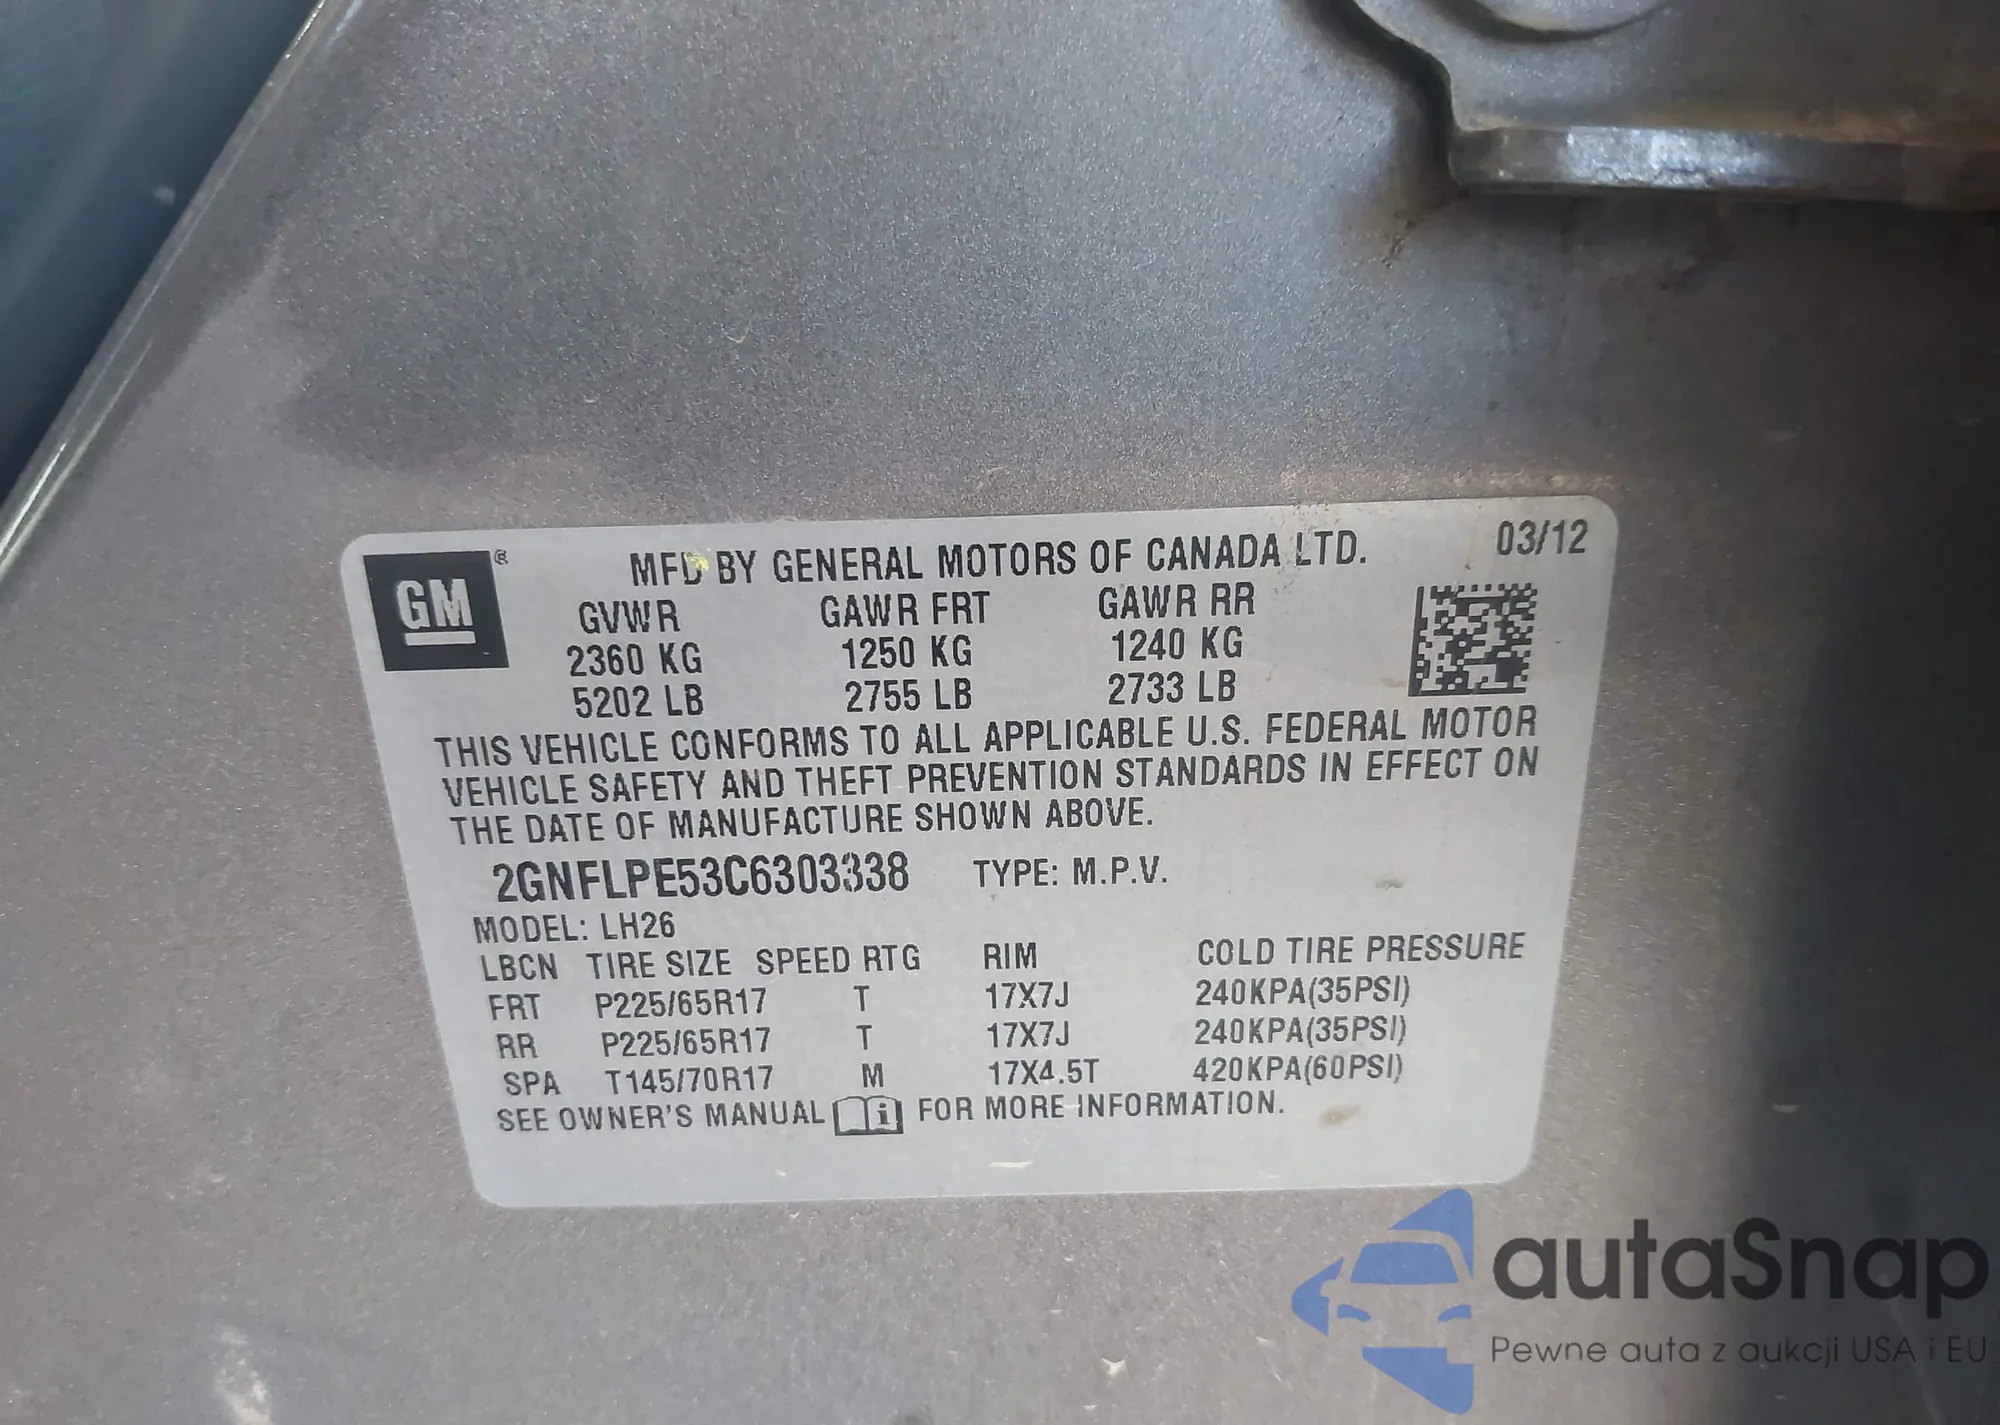 GM ® MFD BY GENERAL MOTORS OF CANADA LTD. 03/12
GVWR GAWR FRT GAWR RR
2360 KG 1250 KG 1240 KG
5202 LB 2755 LB 2733 LB
THIS VEHICLE CONFORMS TO ALL APPLICABLE U.S. FEDERAL MOTOR
VEHICLE SAFETY AND THEFT PREVENTION STANDARDS IN EFFECT ON
THE DATE OF MANUFACTURE SHOWN ABOVE.
2GNFLPE53C6303338 TYPE: M.P.V.
MODEL: LH26
LBCN TIRE SIZE SPEED RTG RIM COLD TIRE PRESSURE
FRT P225/65R17 T 17X7J 240KPA(35PSI)
RR P225/65R17 T 17X7J 240KPA(35PSI)
SPA T145/70R17 M 17X4.5T 420KPA(60PSI)
SEE OWNER'S MANUAL i FOR MORE INFORMATION.
autaSnap
Pewne auta z aukcji USA i EU